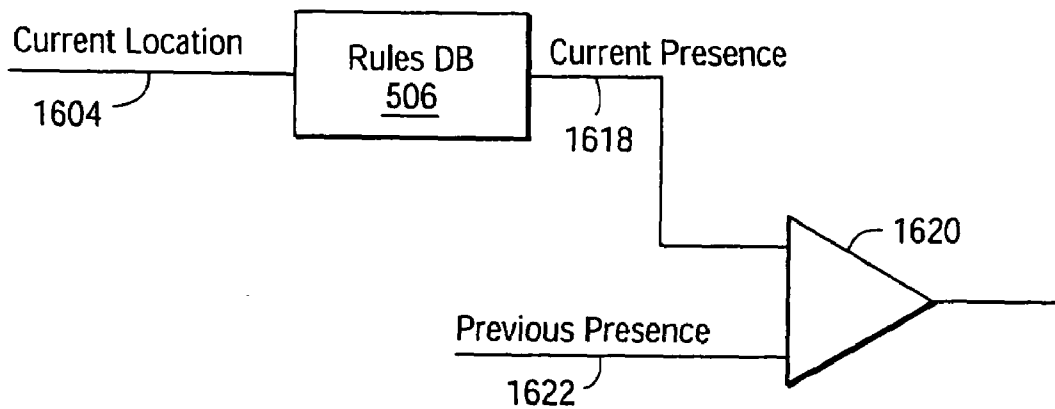 Current Location
1604
Rules DB
506
Current Presence
1618
1620
Previous Presence
1622